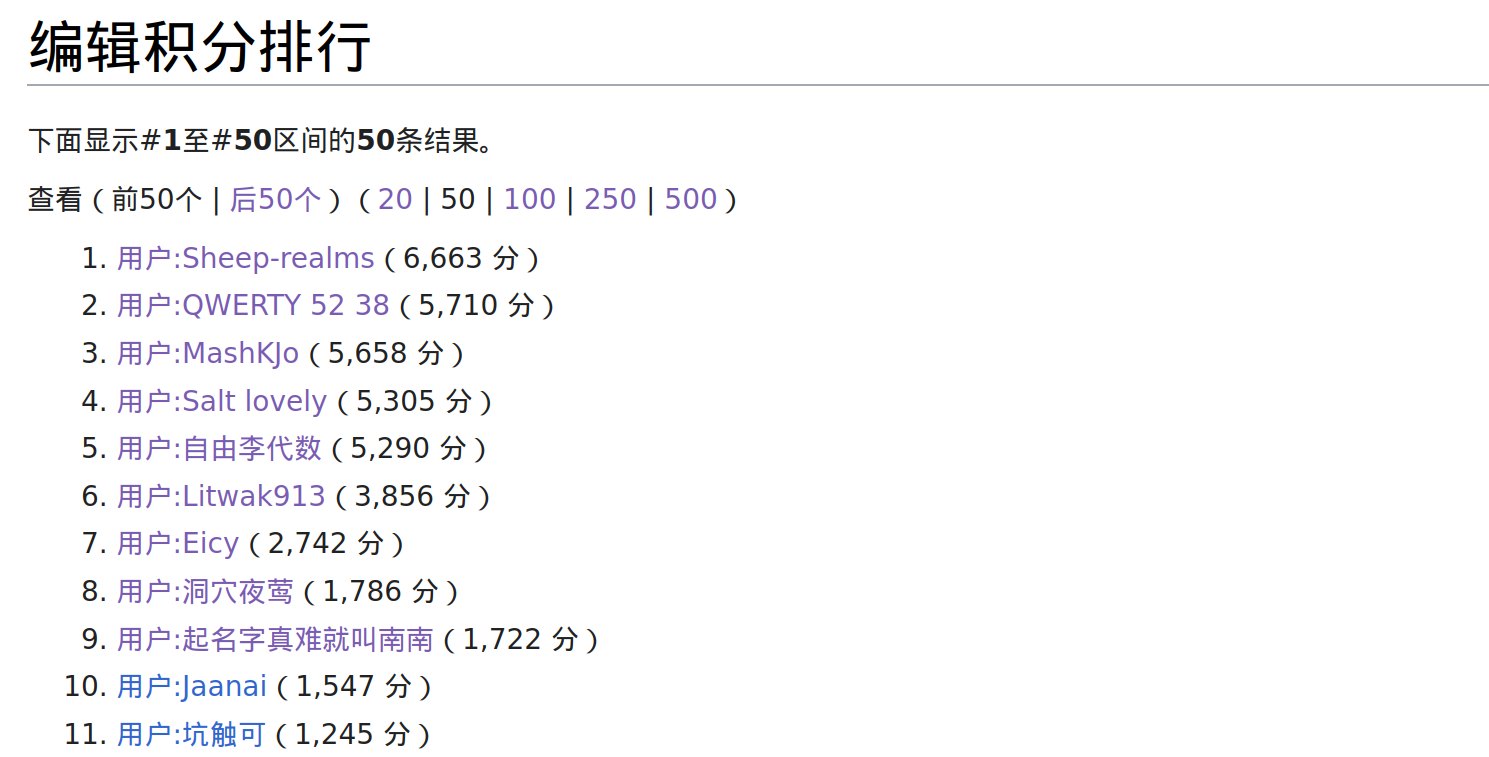 编辑积分排行
下面显示#1至#50区间的50条结果。
查看（前50个 | 后50个）（20 | 50 | 100 | 250 | 500）
1. 用户:Sheep-realms（6,663 分）
2. 用户:QWERTY 52 38（5,710 分）
3. 用户:MashKJo（5,658 分）
4. 用户:Salt lovely（5,305 分）
5. 用户:自由李代数（5,290 分）
6. 用户:Litwak913（3,856 分）
7. 用户:Eicy（2,742 分）
8. 用户:洞穴夜莺（1,786 分）
9. 用户:起名字真难就叫南南（1,722 分）
10. 用户:Jaanai（1,547 分）
11. 用户:坑触可（1,245 分）